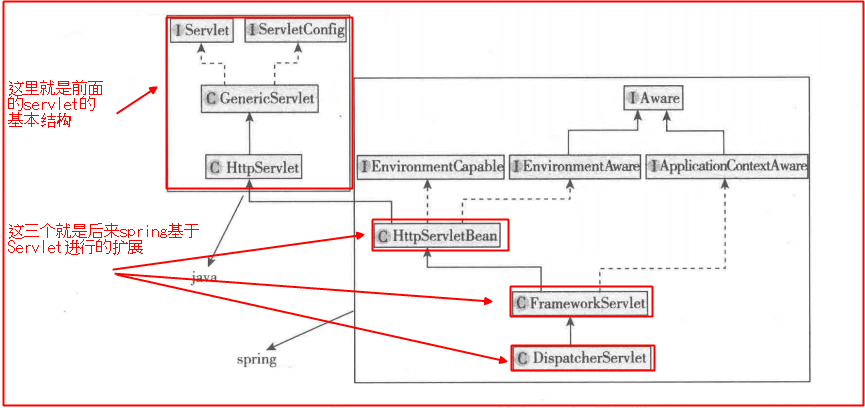 I Servlet
I ServletConfig
C GenericServlet
C HttpServlet
这里就是前面
的servlet的
基本结构
I Aware
I EnvironmentCapable
I EnvironmentAware
I ApplicationContextAware
这三个就是后来spring基于
Servlet进行的扩展
C HttpServletBean
java
C FrameworkServlet
spring
C DispatcherServlet